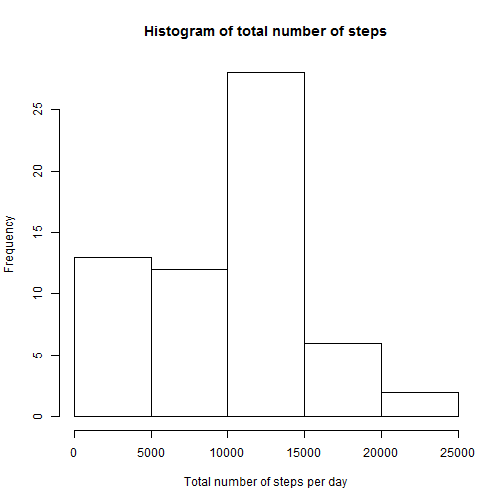 Histogram of total number of steps
Frequency
25
20
15
10
5
0
0 5000 10000 15000 20000 25000
Total number of steps per day